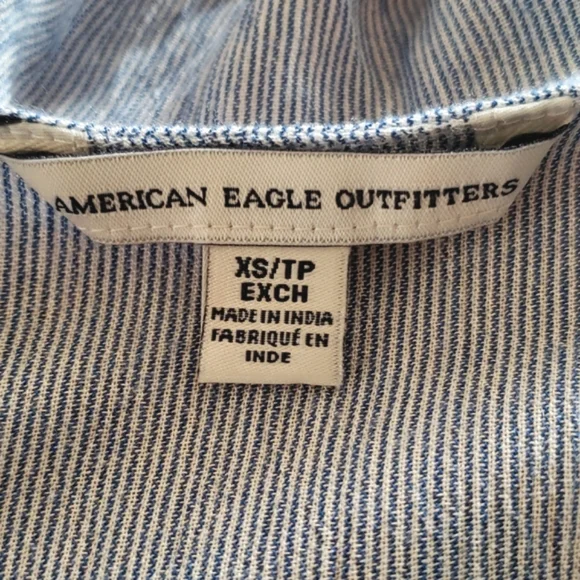 AMERICAN EAGLE OUTFITTERS
XS/TP
EXCH
MADE IN INDIA
FABRIQUÉ EN
INDE